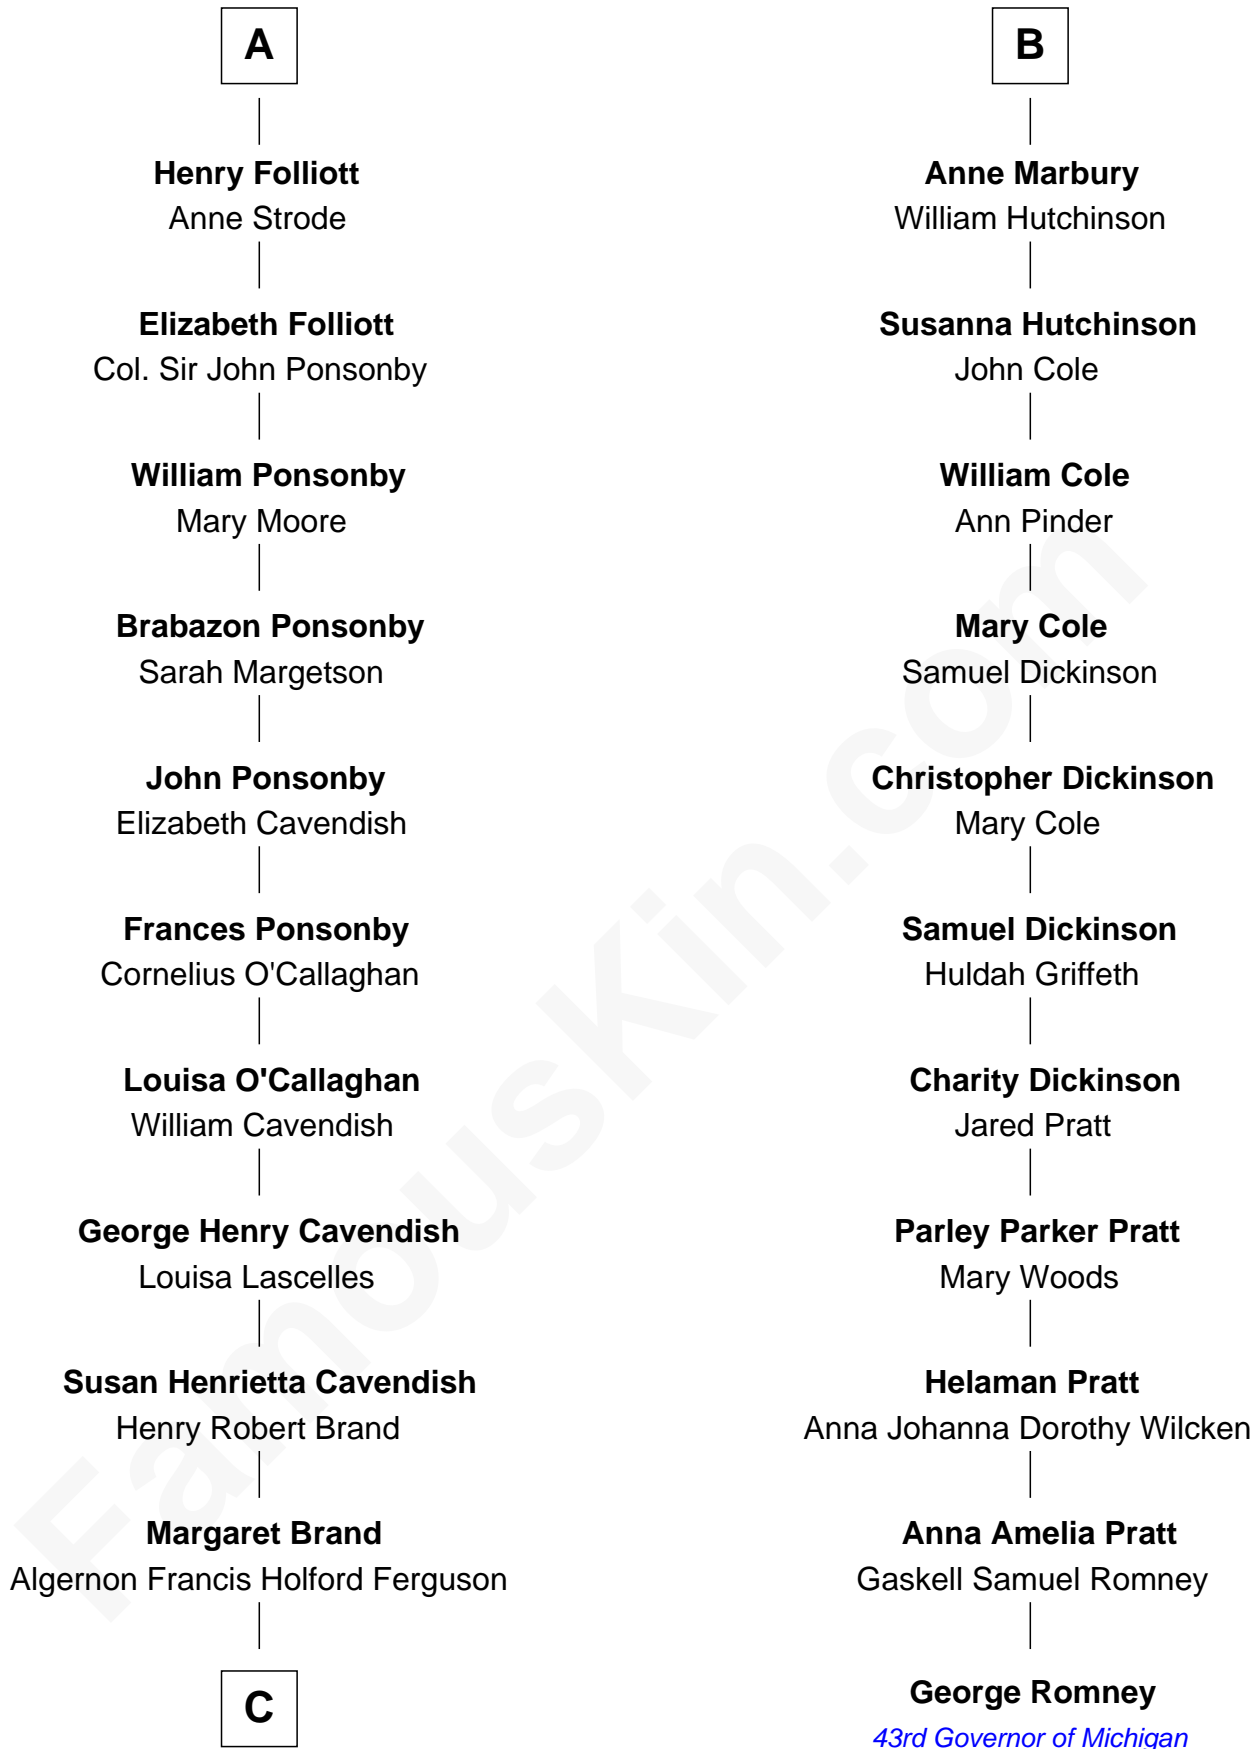 A
Henry Folliott
Anne Strode
Elizabeth Folliott
Col. Sir John Ponsonby
William Ponsonby
Mary Moore
Brabazon Ponsonby
Sarah Margetson
John Ponsonby
Elizabeth Cavendish
Frances Ponsonby
Cornelius O'Callaghan
Louisa O'Callaghan
William Cavendish
George Henry Cavendish
Louisa Lascelles
Susan Henrietta Cavendish
Henry Robert Brand
Margaret Brand
Algernon Francis Holford Ferguson
C
B
Anne Marbury
William Hutchinson
Susanna Hutchinson
John Cole
William Cole
Ann Pinder
Mary Cole
Samuel Dickinson
Christopher Dickinson
Mary Cole
Samuel Dickinson
Huldah Griffeth
Charity Dickinson
Jared Pratt
Parley Parker Pratt
Mary Woods
Helaman Pratt
Anna Johanna Dorothy Wilcken
Anna Amelia Pratt
Gaskell Samuel Romney
George Romney
43rd Governor of Michigan
FamousKin.com